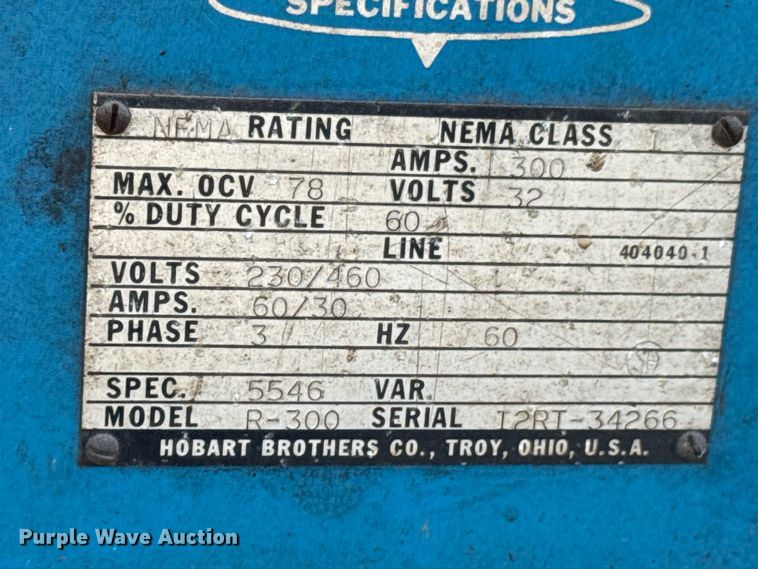 SPECIFICATIONS
NEMA RATING NEMA CLASS 1
AMPS. 300
MAX. OCV 78 VOLTS 32
% DUTY CYCLE 60
LINE 404040-1
VOLTS 230/460
AMPS. 60/30
PHASE 3 HZ 60
SPEC. 5546 VAR.
MODEL R-300 SERIAL 12RT-34266
HOBART BROTHERS CO., TROY, OHIO, U.S.A.
Purple Wave Auction